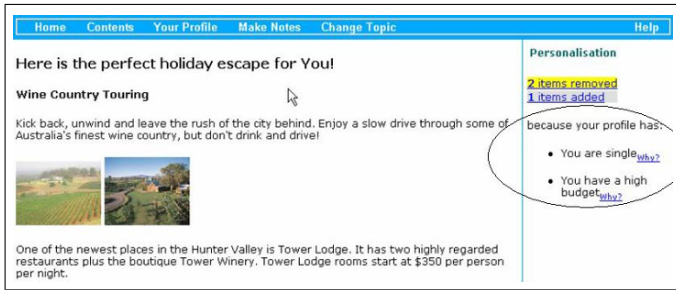 Home Contents Your Profile Make Notes Change Topic Help
Here is the perfect holiday escape for You!
Wine Country Touring
Kick back, unwind and leave the rush of the city behind. Enjoy a slow drive through some of
Australia's finest wine country, but don't drink and drive!
One of the newest places in the Hunter Valley is Tower Lodge. It has two highly regarded
restaurants plus the boutique Tower Winery. Tower Lodge rooms start at $350 per person
per night.
Personalisation
2 items removed
1 items added
because your profile has:
• You are single Why?
• You have a high
budget Why?